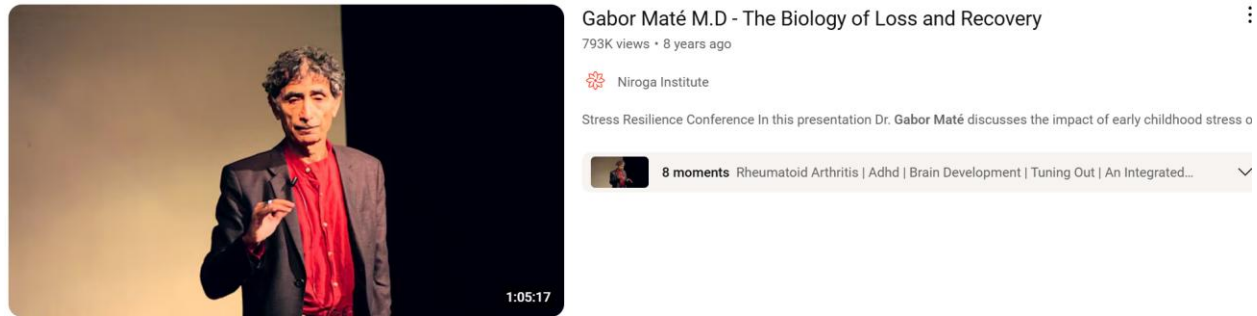 1:05:17
Gabor Maté M.D - The Biology of Loss and Recovery
793K views • 8 years ago
Niroga Institute
Stress Resilience Conference In this presentation Dr. Gabor Maté discusses the impact of early childhood stress o
8 moments Rheumatoid Arthritis | Adhd | Brain Development | Tuning Out | An Integrated...